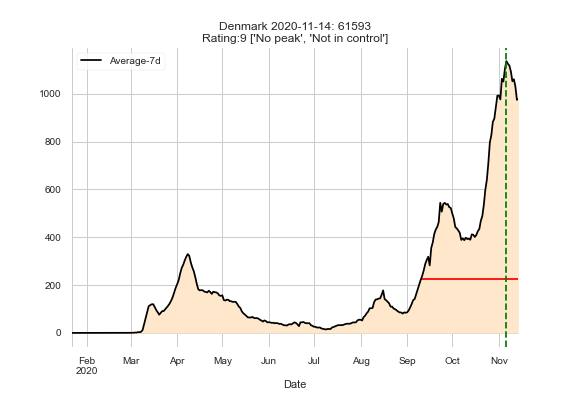 Denmark 2020-11-14: 61593
Rating:9 ['No peak', 'Not in control']
Average-7d
1000
800
600
400
200
0
Feb Mar Apr May Jun Jul Aug Sep Oct Nov
2020
Date